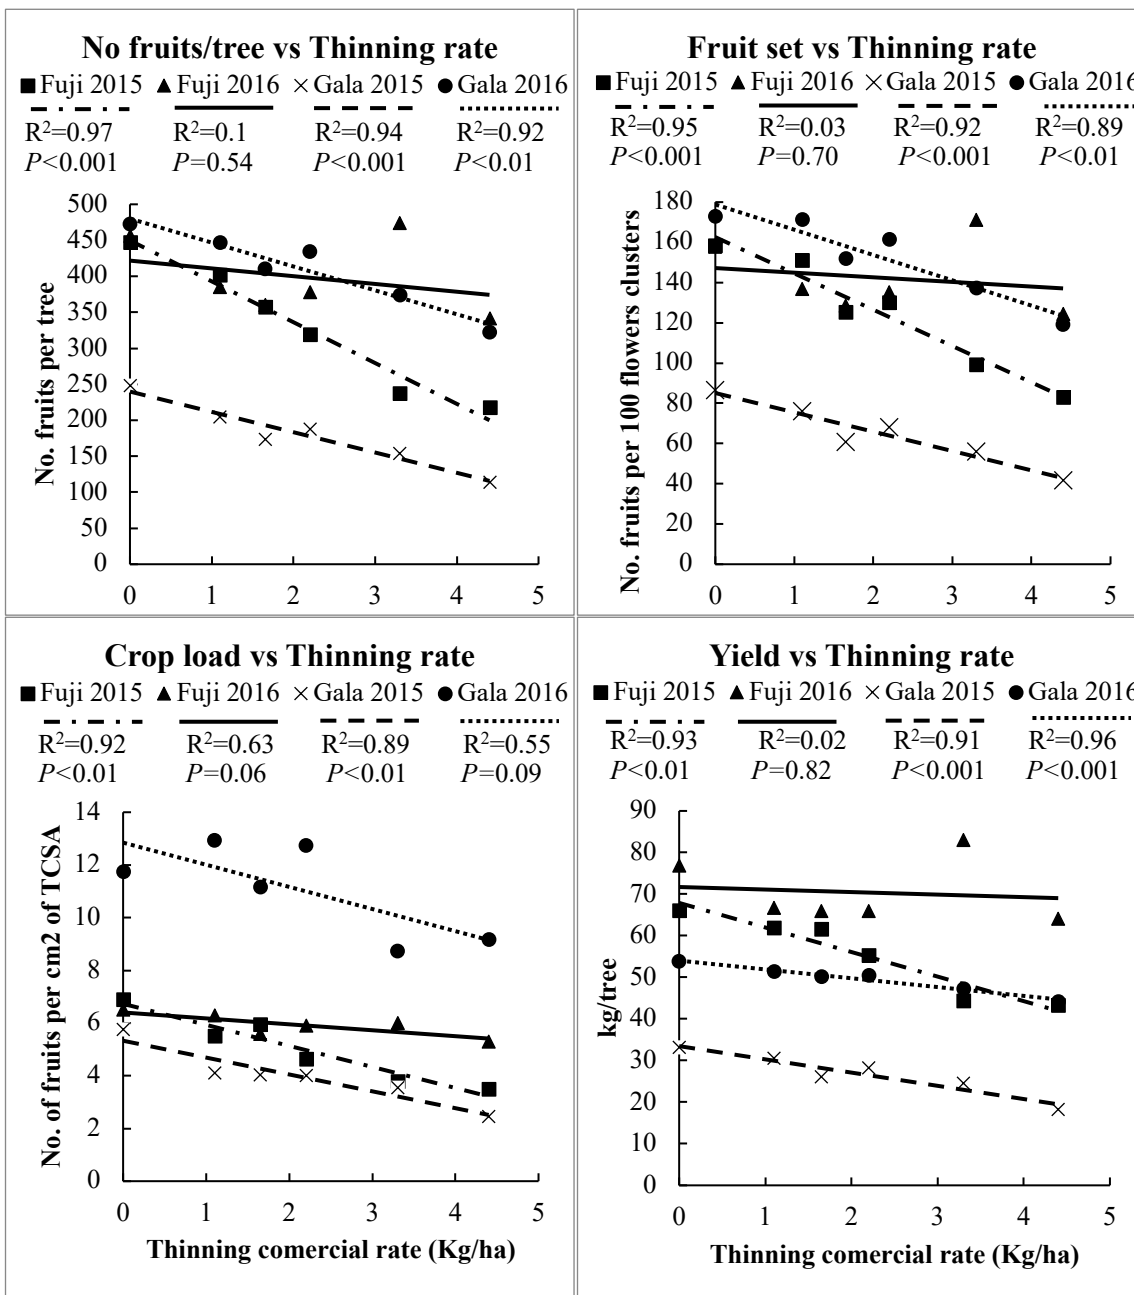 No fruits/tree vs Thinning rate
Fuji 2015 Fuji 2016 Gala 2015 Gala 2016
R²=0.97 R²=0.1 R²=0.94 R²=0.92
P<0.001 P=0.54 P<0.001 P<0.01
No. fruits per tree
500
450
400
350
300
250
200
150
100
50
0
0 1 2 3 4 5
Fruit set vs Thinning rate
Fuji 2015 Fuji 2016 Gala 2015 Gala 2016
R²=0.95 R²=0.03 R²=0.92 R²=0.89
P<0.001 P=0.70 P<0.001 P<0.01
No. fruits per 100 flowers clusters
180
160
140
120
100
80
60
40
20
0
0 1 2 3 4 5
Crop load vs Thinning rate
Fuji 2015 Fuji 2016 Gala 2015 Gala 2016
R²=0.92 R²=0.63 R²=0.89 R²=0.55
P<0.01 P=0.06 P<0.01 P=0.09
No. of fruits per cm2 of TCSA
14
12
10
8
6
4
2
0
0 1 2 3 4 5
Thinning comercial rate (Kg/ha)
Yield vs Thinning rate
Fuji 2015 Fuji 2016 Gala 2015 Gala 2016
R²=0.93 R²=0.02 R²=0.91 R²=0.96
P<0.01 P=0.82 P<0.001 P<0.001
kg/tree
90
80
70
60
50
40
30
20
10
0
0 1 2 3 4 5
Thinning comercial rate (Kg/ha)